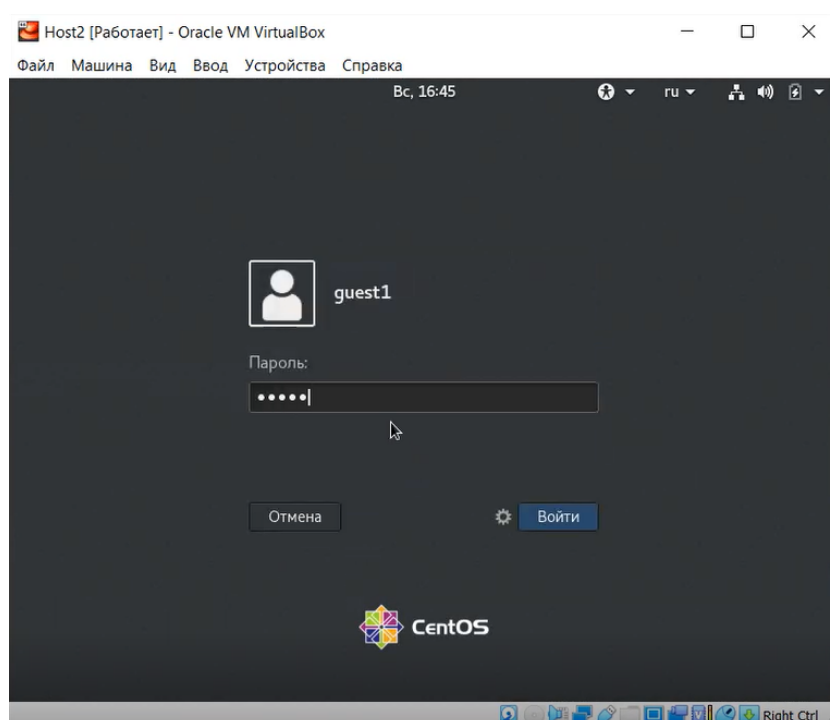 Host2 [Работает] - Oracle VM VirtualBox
Файл Машина Вид Ввод Устройства Справка
Вс, 16:45 ru
guest1
Пароль:
•••••
Отмена Войти
CentOS
Right Ctrl